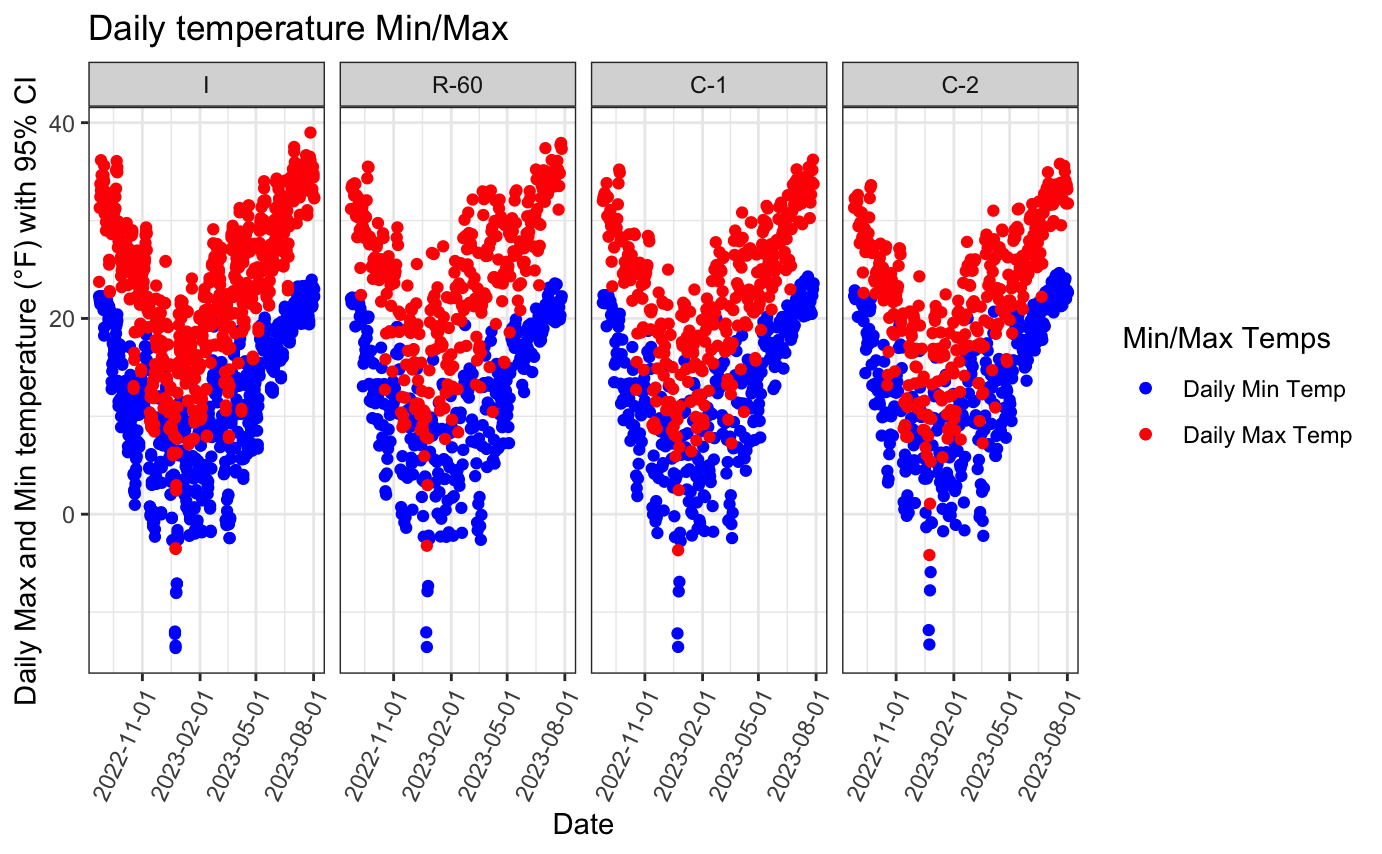 Daily temperature Min/Max
I R-60 C-1 C-2
Daily Max and Min temperature (°F) with 95% CI
40
20
0
2022-11-01 2023-02-01 2023-05-01 2023-08-01 2022-11-01 2023-02-01 2023-05-01 2023-08-01 2022-11-01 2023-02-01 2023-05-01 2023-08-01 2022-11-01 2023-02-01 2023-05-01 2023-08-01
Date
Min/Max Temps
Daily Min Temp
Daily Max Temp